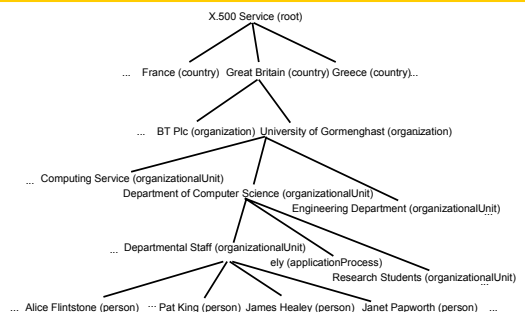 X.500 Service (root)
... France (country) Great Britain (country) Greece (country)...
... BT Plc (organization) University of Gormenghast (organization)
... Computing Service (organizationalUnit)
Department of Computer Science (organizationalUnit)
Engineering Department (organizationalUnit)
...
... Departmental Staff (organizationalUnit)
ely (applicationProcess)
Research Students (organizationalUnit)
...
... Alice Flintstone (person) ... Pat King (person) James Healey (person) Janet Papworth (person) ...